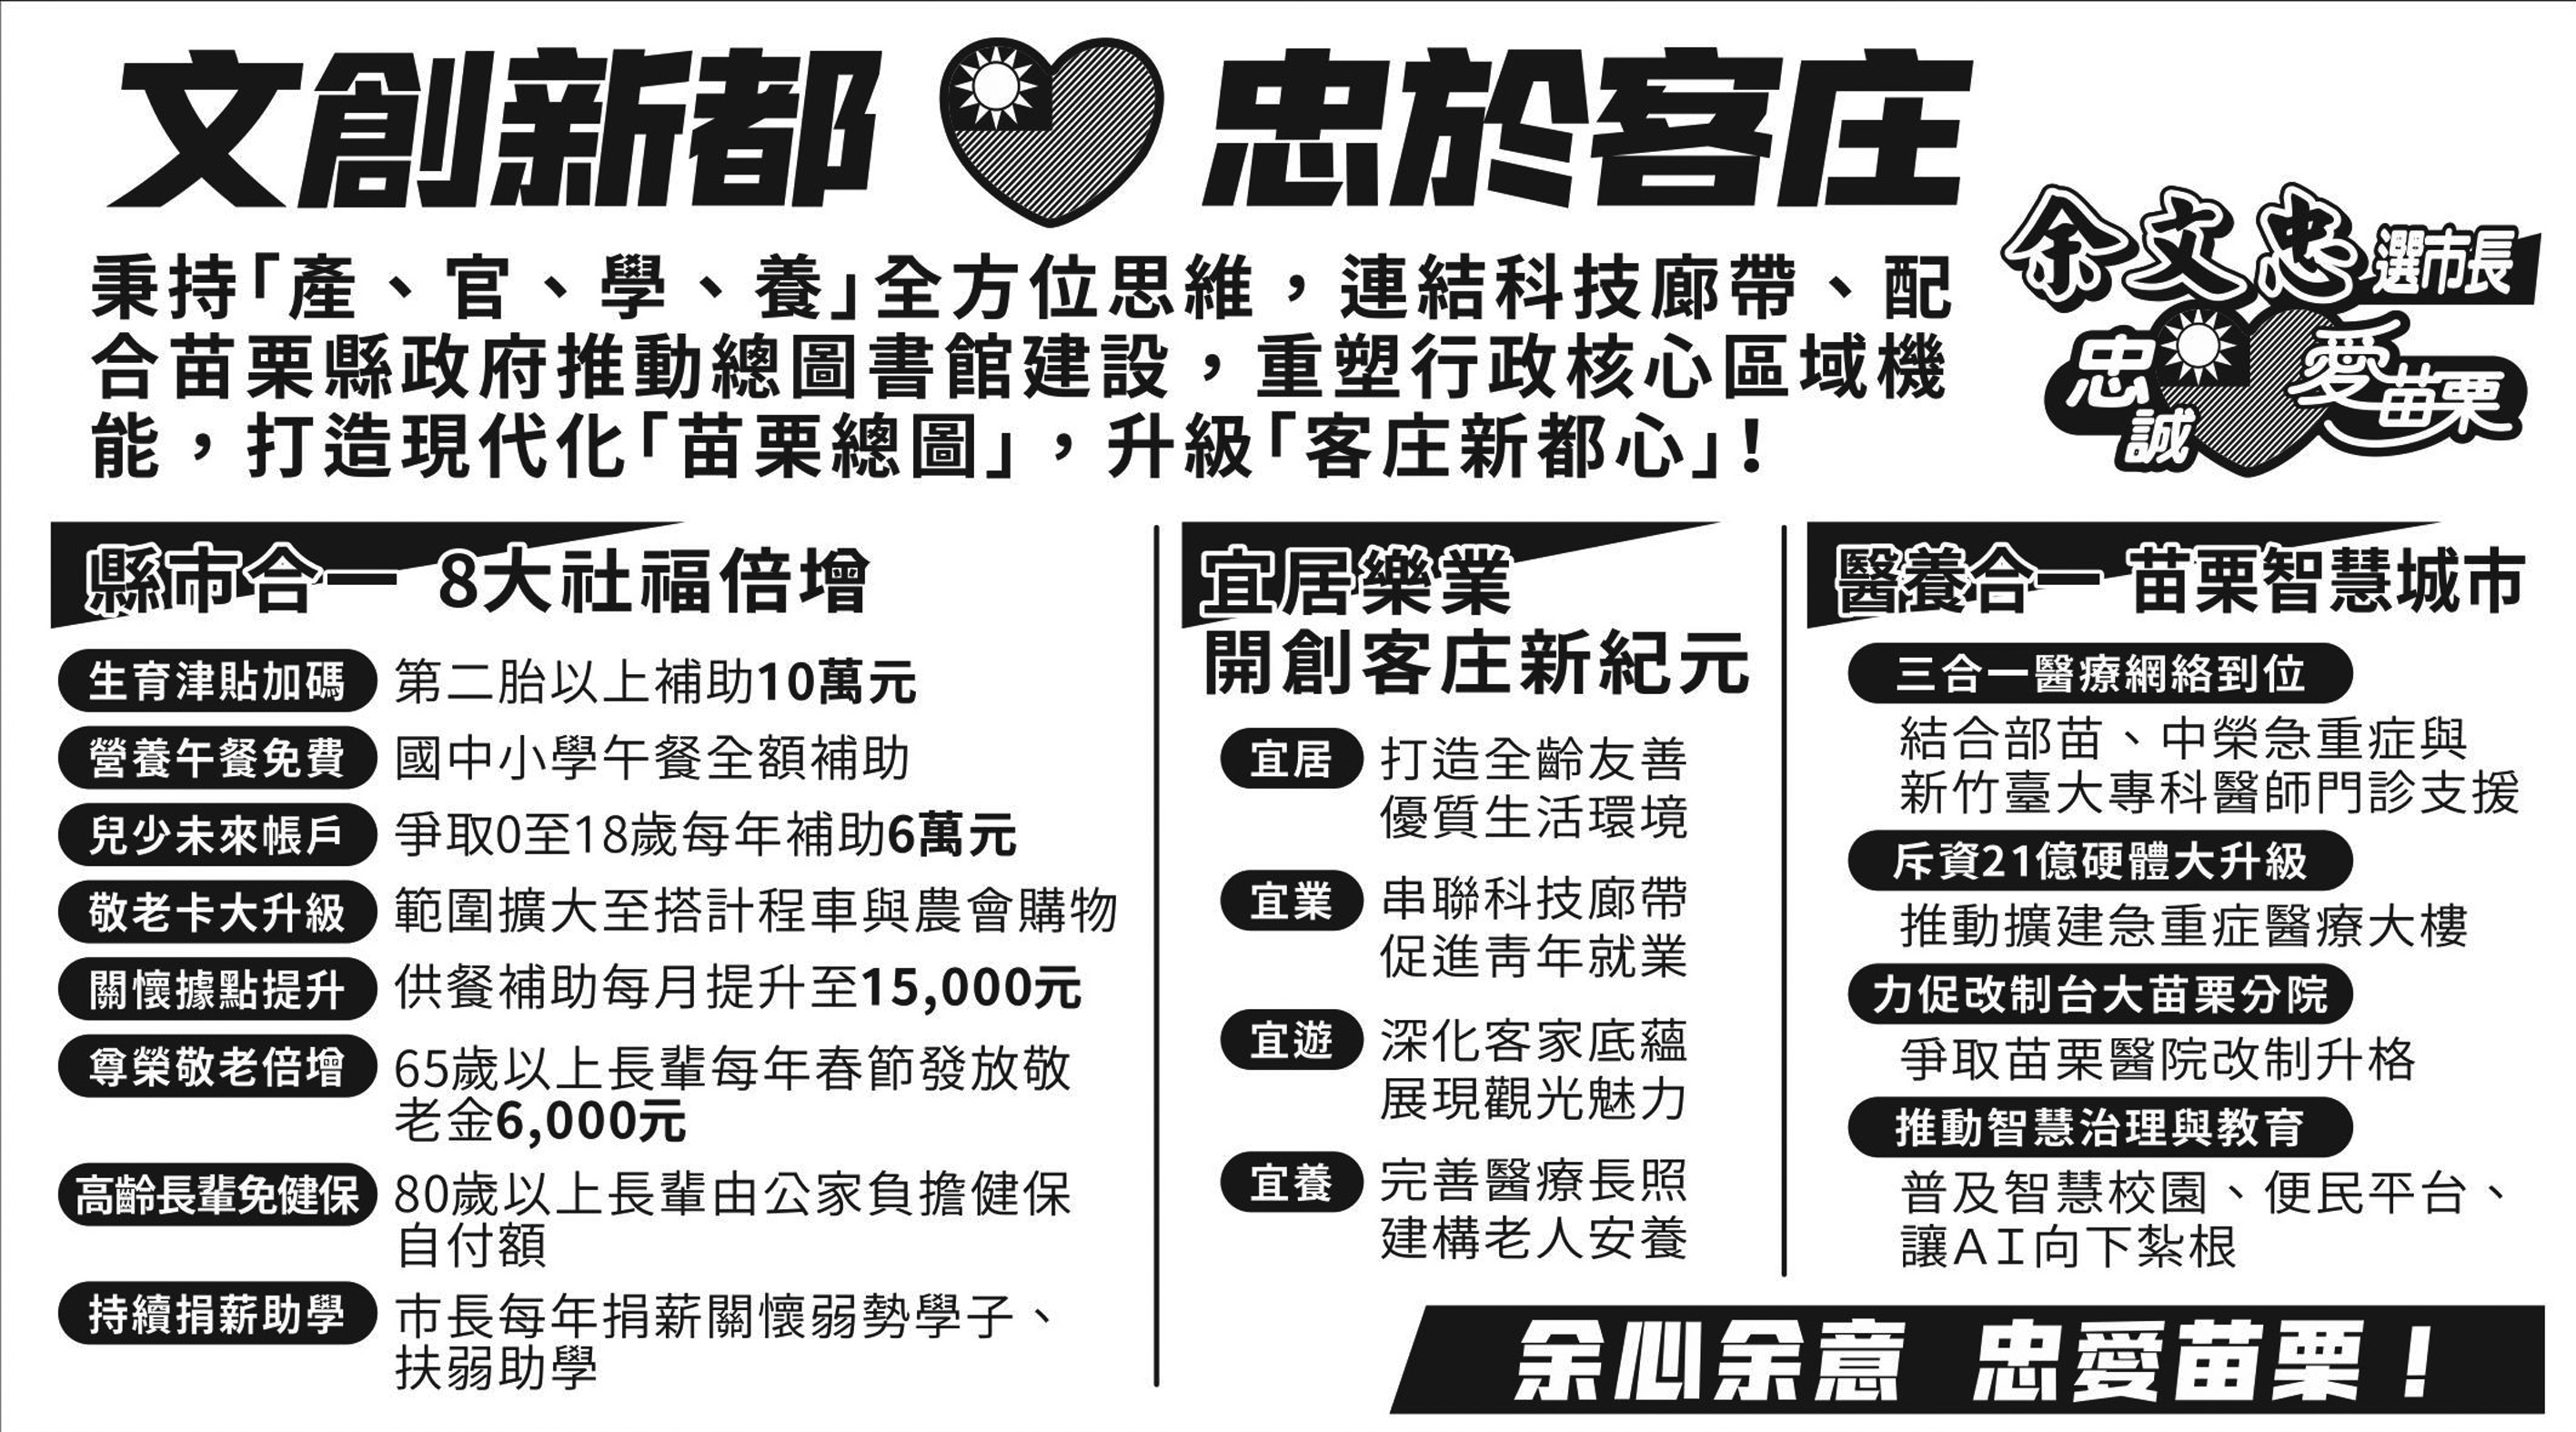 文創新都 忠於客庄
秉持「產、官、學、養」全方位思維，連結科技廊帶、配
合苗栗縣政府推動總圖書館建設，重塑行政核心區域機
能，打造現代化「苗栗總圖」，升級「客庄新都心」！
余文忠 選市長
忠誠 愛苗栗
縣市合一 8大社福倍增
生育津貼加碼 第二胎以上補助10萬元
營養午餐免費 國中小學午餐全額補助
兒少未來帳戶 爭取0至18歲每年補助6萬元
敬老卡大升級 範圍擴大至搭計程車與農會購物
關懷據點提升 供餐補助每月提升至15,000元
尊榮敬老倍增 65歲以上長輩每年春節發放敬
老金6,000元
高齡長輩免健保 80歲以上長輩由公家負擔健保
自付額
持續捐薪助學 市長每年捐薪關懷弱勢學子、
扶弱助學
宜居樂業
開創客庄新紀元
宜居 打造全齡友善
優質生活環境
宜業 串聯科技廊帶
促進青年就業
宜遊 深化客家底蘊
展現觀光魅力
宜養 完善醫療長照
建構老人安養
醫養合一 苗栗智慧城市
三合一醫療網絡到位
結合部苗、中榮急重症與
新竹臺大專科醫師門診支援
斥資21億硬體大升級
推動擴建急重症醫療大樓
力促改制台大苗栗分院
爭取苗栗醫院改制升格
推動智慧治理與教育
普及智慧校園、便民平台、
讓AI向下紮根
余心余意 忠愛苗栗！